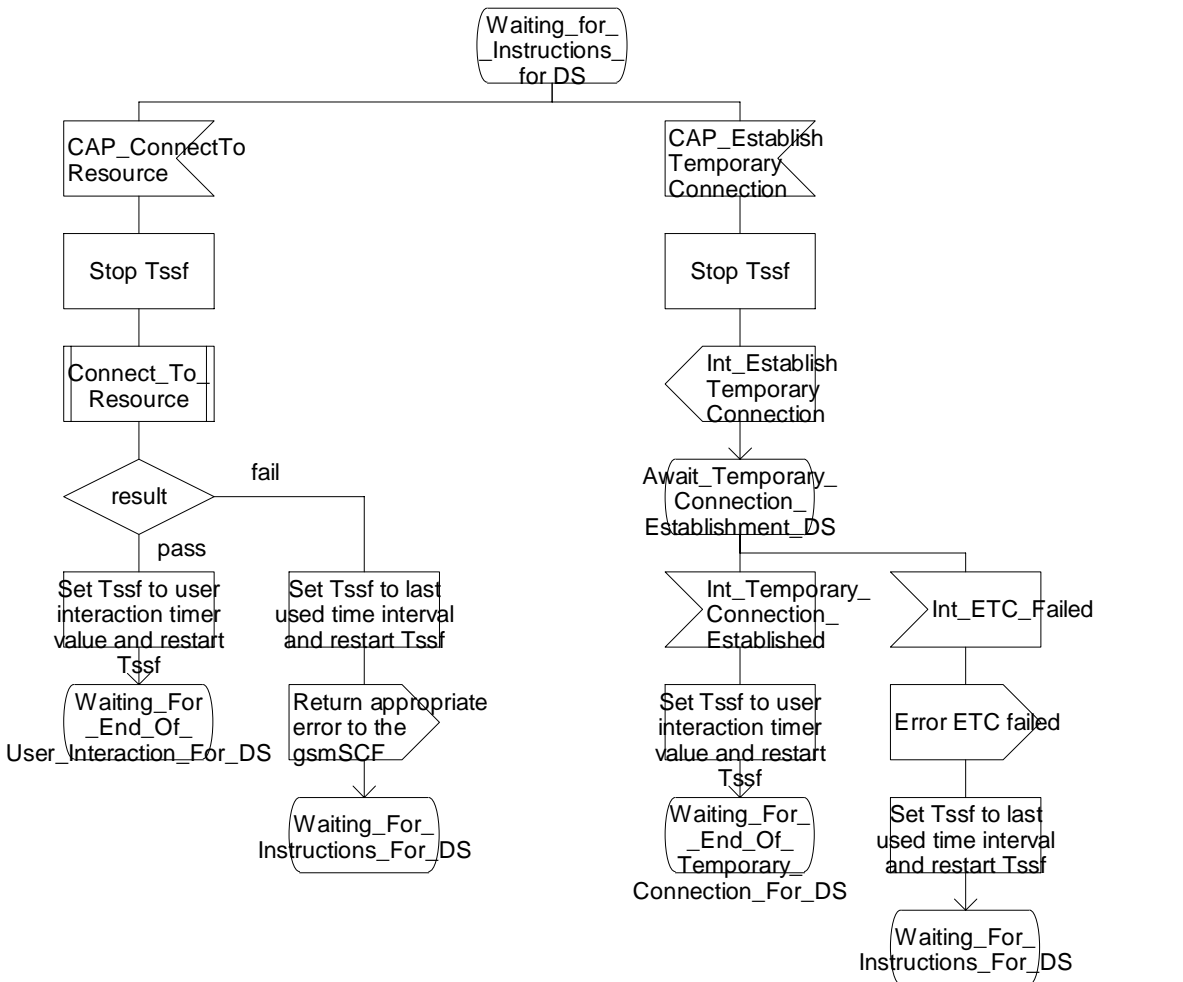 Waiting_for_
_Instructions_
for DS
CAP_ConnectTo
Resource
Stop Tssf
Connect_To_
Resource
result
fail
pass
Set Tssf to user
interaction timer
value and restart
Tssf
Waiting_For
_End_Of_
User_Interaction_For_DS
Set Tssf to last
used time interval
and restart Tssf
Return appropriate
error to the
gsmSCF
Waiting_For_
Instructions_For_DS
CAP_Establish
Temporary
Connection
Stop Tssf
Int_Establish
Temporary
Connection
Await_Temporary_
Connection_
Establishment_DS
Int_Temporary_
Connection_
Established
Set Tssf to user
interaction timer
value and restart
Tssf
Waiting_For_
_End_Of_
Temporary_
Connection_For_DS
Int_ETC_Failed
Error ETC failed
Set Tssf to last
used time interval
and restart Tssf
Waiting_For_
Instructions_For_DS